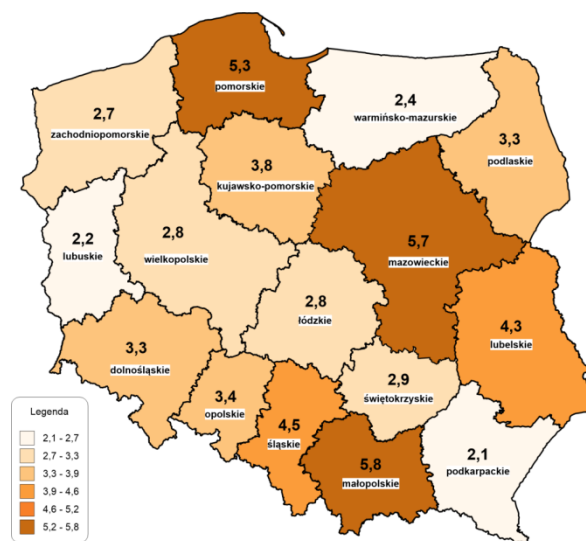 5,3
pomorskie
2,4
warmińsko-mazurskie
2,7
zachodniopomorskie
3,3
podlaskie
3,8
kujawsko-pomorskie
2,2
lubuskie
2,8
wielkopolskie
5,7
mazowieckie
2,8
łódzkie
4,3
lubelskie
3,3
dolnośląskie
3,4
opolskie
2,9
świętokrzyskie
4,5
śląskie
5,8
małopolskie
2,1
podkarpackie
Legenda
2,1 - 2,7
2,7 - 3,3
3,3 - 3,9
3,9 - 4,6
4,6 - 5,2
5,2 - 5,8